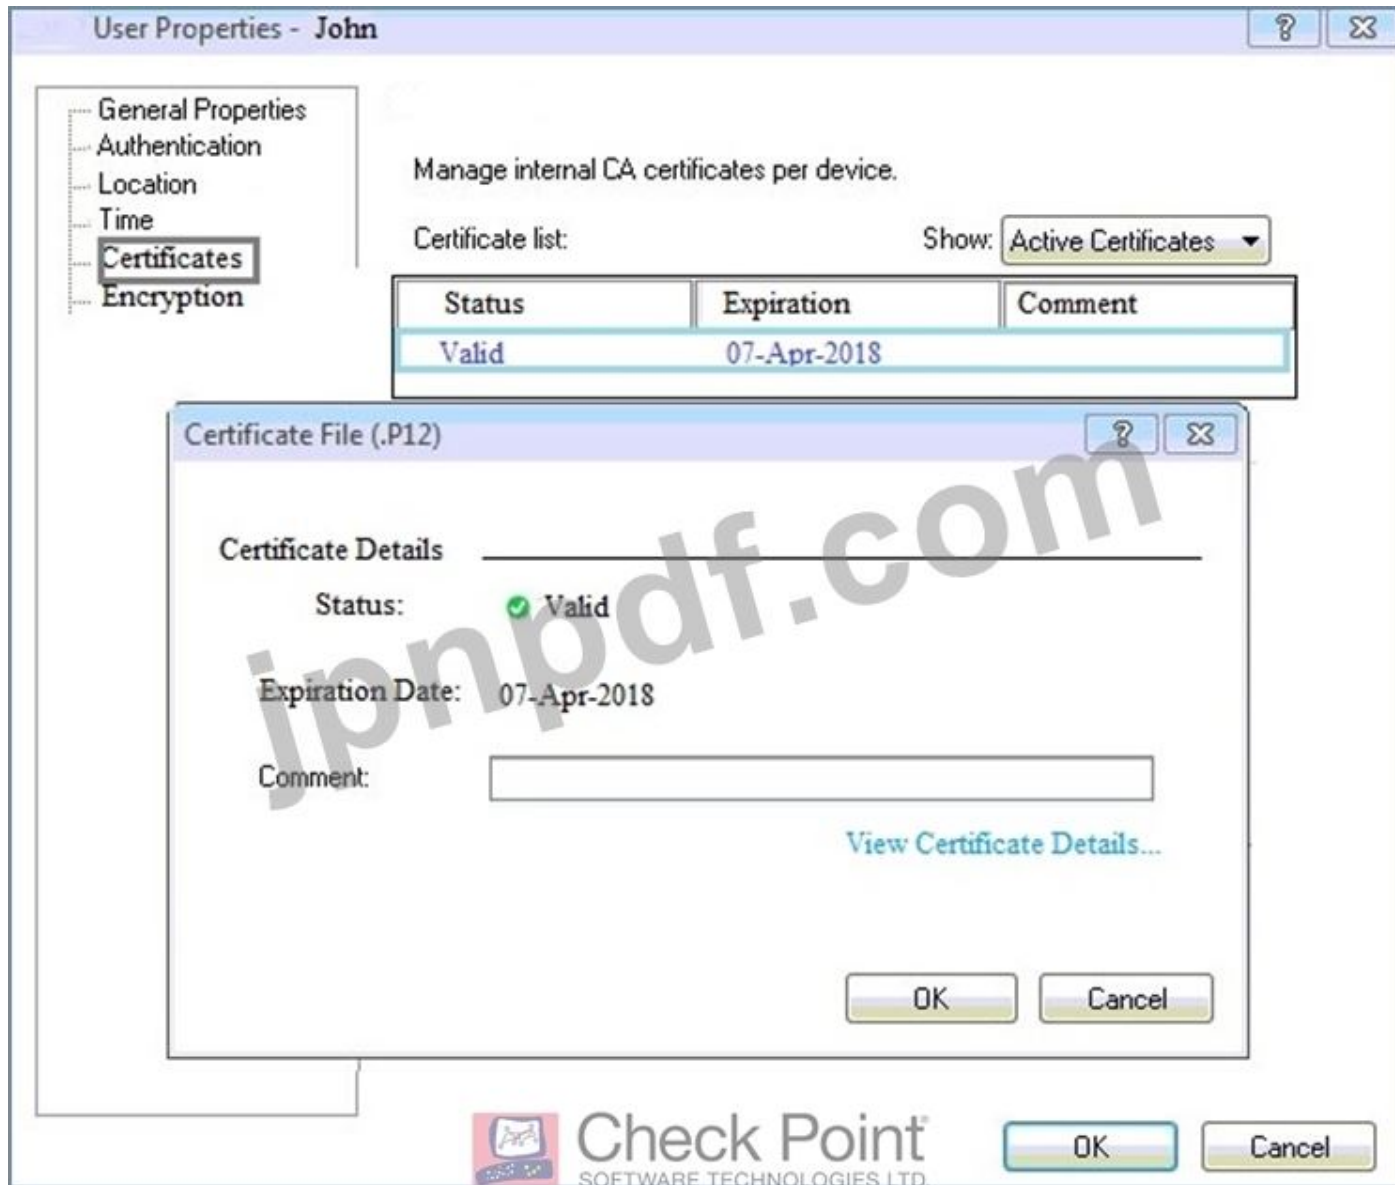 User Properties - John
General Properties
Authentication
Location
Time
Certificates
Encryption
Manage internal CA certificates per device.
Certificate list:
Show: Active Certificates
Status Expiration Comment
Valid 07-Apr-2018
Certificate File (.P12)
Certificate Details
Status: Valid
Expiration Date: 07-Apr-2018
Comment:
View Certificate Details...
OK Cancel
jpnpdf.com
Check Point
SOFTWARE TECHNOLOGIES LTD.
OK Cancel